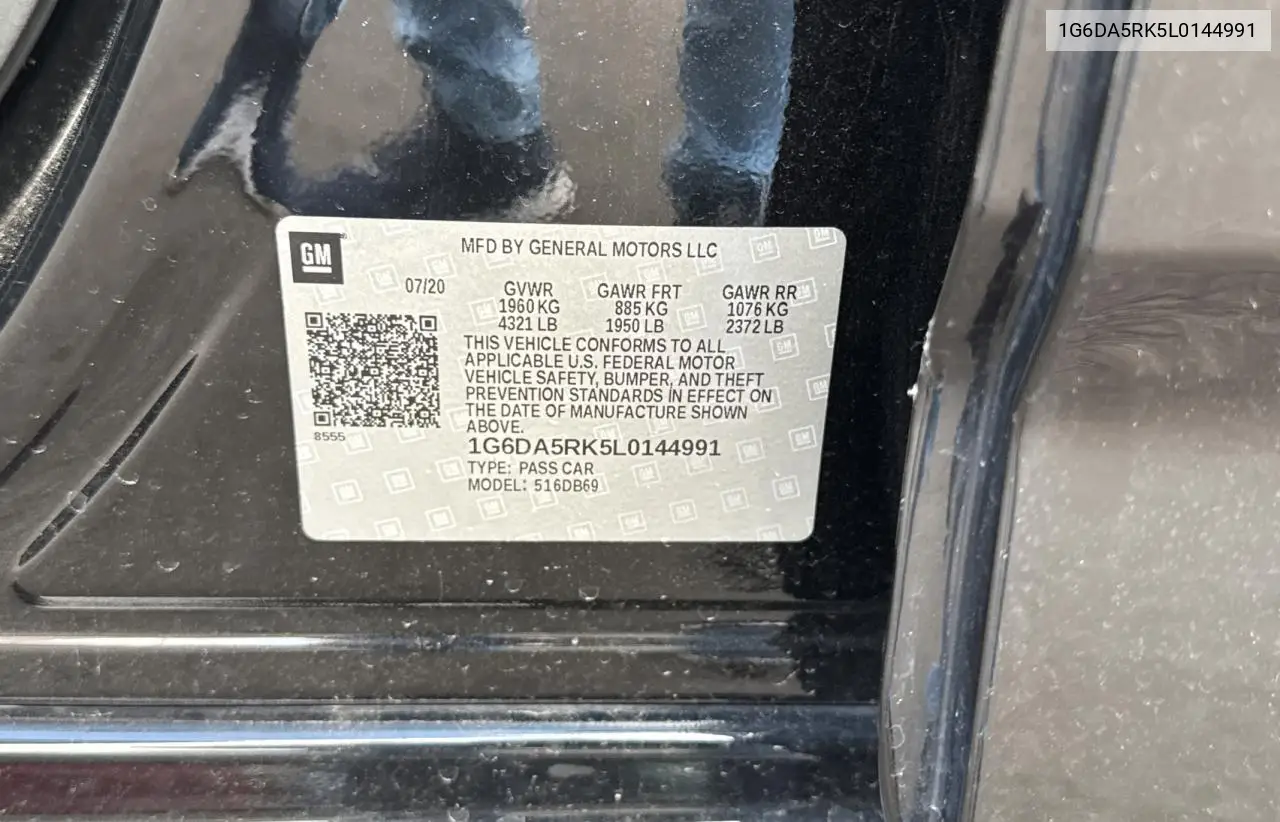 1G6DA5RK5L0144991
GM
MFD BY GENERAL MOTORS LLC
07/20 GVWR GAWR FRT GAWR RR
1960 KG 885 KG 1076 KG
4321 LB 1950 LB 2372 LB
THIS VEHICLE CONFORMS TO ALL
APPLICABLE U.S. FEDERAL MOTOR
VEHICLE SAFETY, BUMPER, AND THEFT
PREVENTION STANDARDS IN EFFECT ON
THE DATE OF MANUFACTURE SHOWN
ABOVE.
8555
1G6DA5RK5L0144991
TYPE: PASS CAR
MODEL: 516DB69